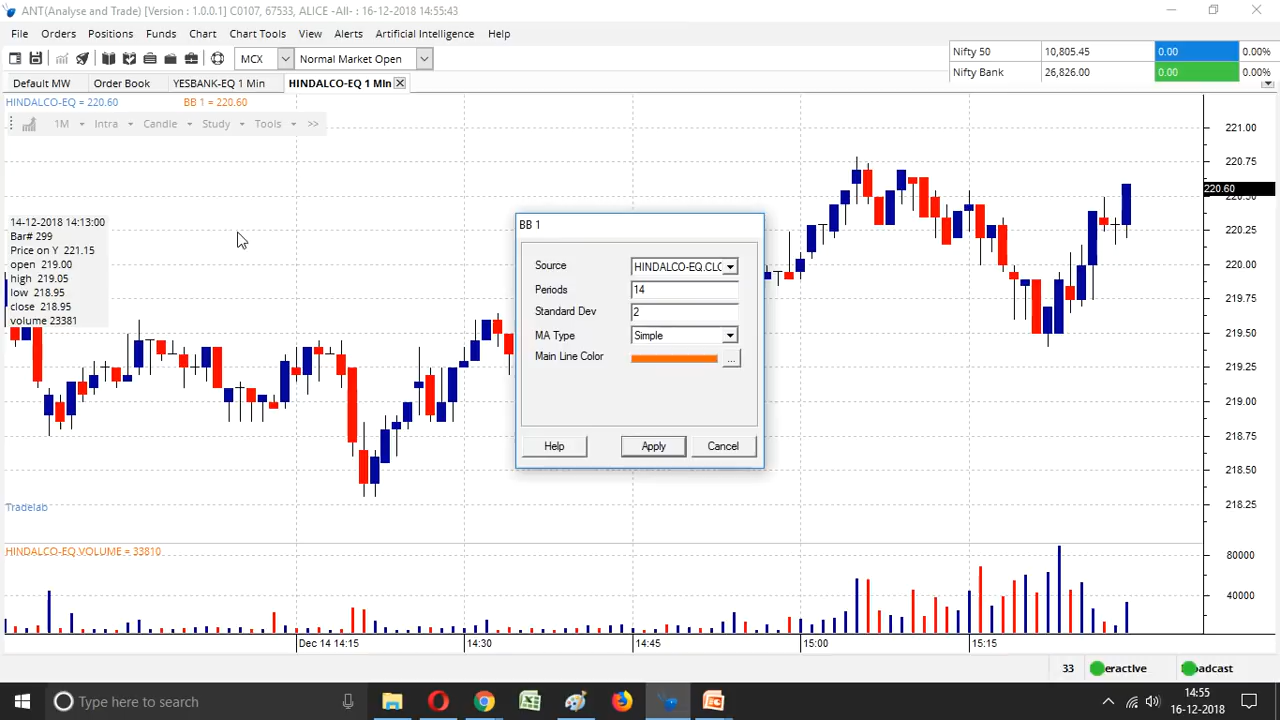 ANT(Analyse and Trade) [Version : 1.0.0.1] C0107, 67533, ALICE -All- : 16-12-2018 14:55:43
File Orders Positions Funds Chart Chart Tools View Alerts Artificial Intelligence Help
MCX Normal Market Open
Nifty 50 10,805.45 0.00 0.00%
Nifty Bank 26,826.00 0.00 0.00%
Default MW Order Book YESBANK-EQ 1 Min HINDALCO-EQ 1 Min
HINDALCO-EQ = 220.60 BB 1 = 220.60
1M Intra Candle Study Tools >>
221.00
220.75
220.60
220.50
220.25
220.00
219.75
219.50
219.25
219.00
218.75
218.50
218.25
14-12-2018 14:13:00
Bar# 299
Price on Y 221.15
open 219.00
high 219.05
low 218.95
close 218.95
volume 23381
BB 1
Source HINDALCO-EQ.CLO
Periods 14
Standard Dev 2
MA Type Simple
Main Line Color ...
Help Apply Cancel
Tradelab
HINDALCO-EQ.VOLUME = 33810
80000
40000
Dec 14 14:15 14:30 14:45 15:00 15:15
33 eractive oadcast
Type here to search
14:55
16-12-2018